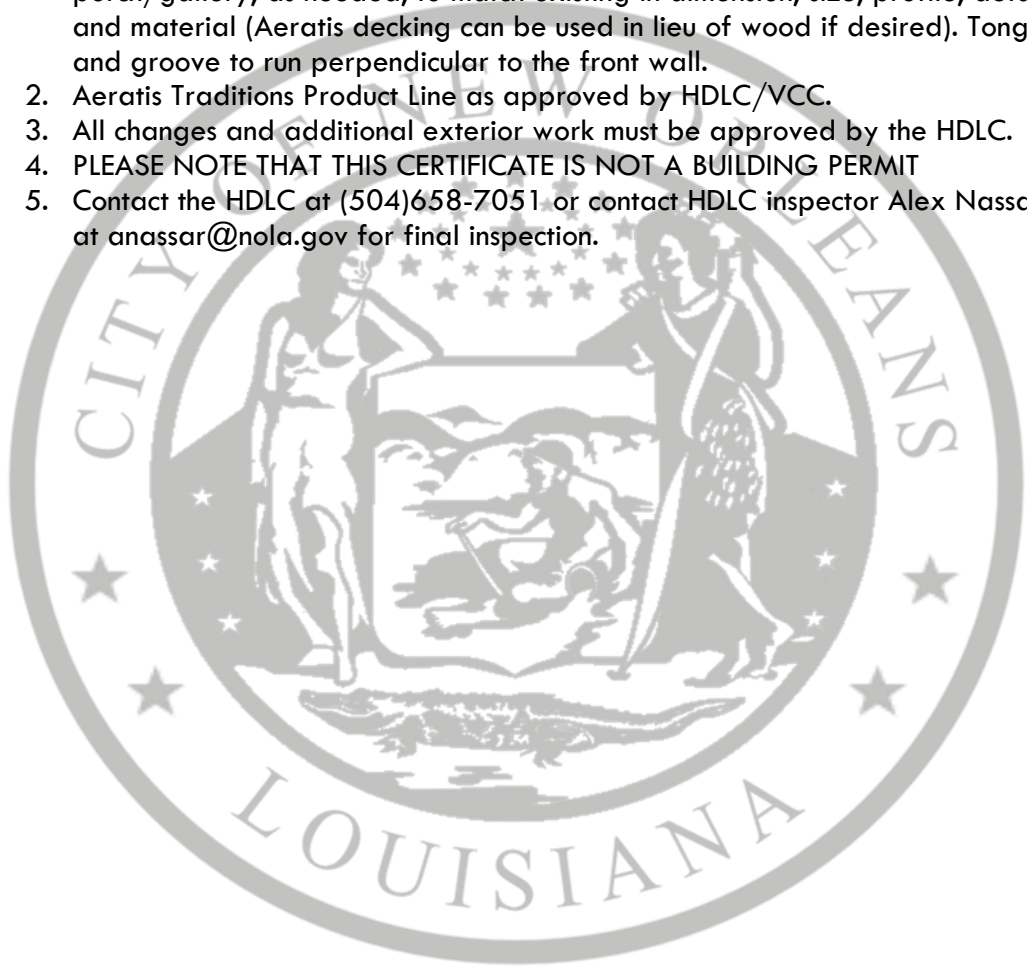 and material (Aeratis decking can be used in lieu of wood if desired). Tong
and groove to run perpendicular to the front wall.
2. Aeratis Traditions Product Line as approved by HDLC/VCC.
3. All changes and additional exterior work must be approved by the HDLC.
4. PLEASE NOTE THAT THIS CERTIFICATE IS NOT A BUILDING PERMIT
5. Contact the HDLC at (504)658-7051 or contact HDLC inspector Alex Nassa
at anassar@nola.gov for final inspection.
CITY OF NEW ORLEANS
LOUISIANA